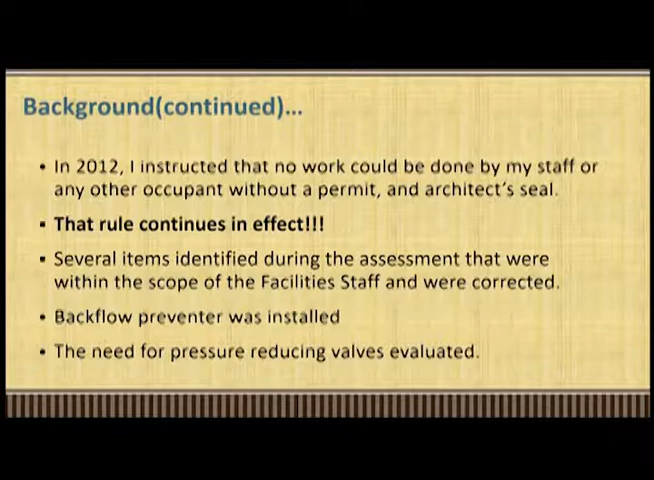 Background(continued)...
▪ In 2012, I instructed that no work could be done by my staff or
any other occupant without a permit, and architect's seal.
▪ That rule continues in effect!!!
▪ Several items identified during the assessment that were
within the scope of the Facilities Staff and were corrected.
▪ Backflow preventer was installed
▪ The need for pressure reducing valves evaluated.